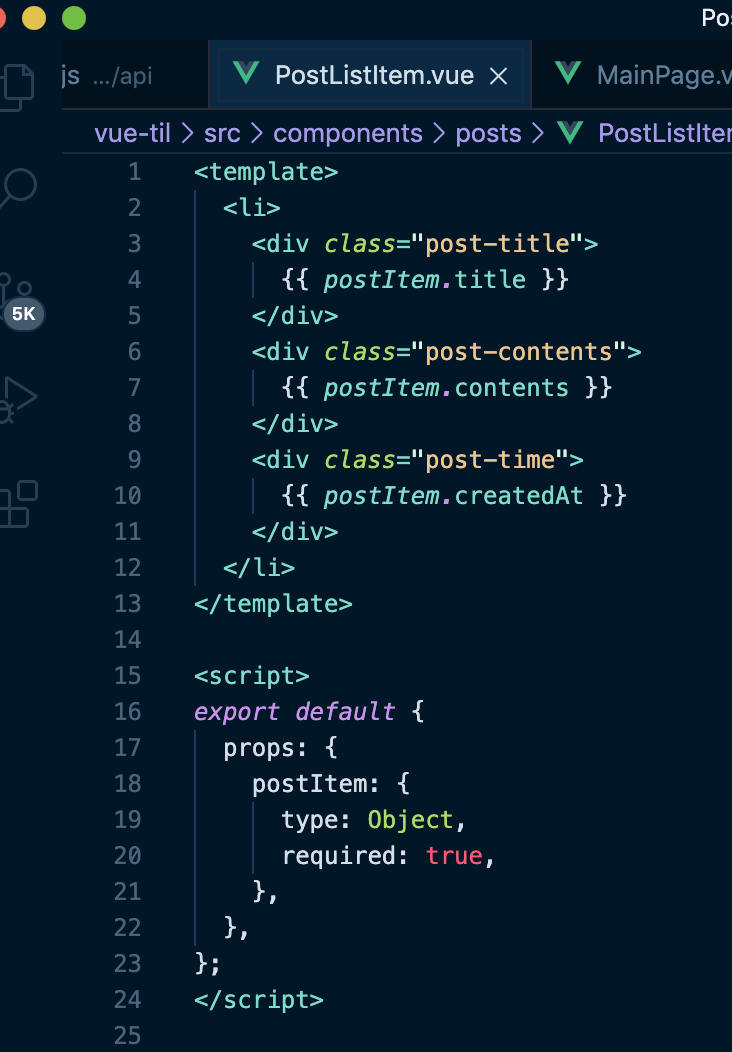 Po
js .../api PostListItem.vue MainPage.v
vue-til > src > components > posts > PostListIter
5K
1 <template>
2 <li>
3 <div class="post-title">
4 {{ postItem.title }}
5 </div>
6 <div class="post-contents">
7 {{ postItem.contents }}
8 </div>
9 <div class="post-time">
10 {{ postItem.createdAt }}
11 </div>
12 </li>
13 </template>
14
15 <script>
16 export default {
17 props: {
18 postItem: {
19 type: Object,
20 required: true,
21 },
22 },
23 };
24 </script>
25